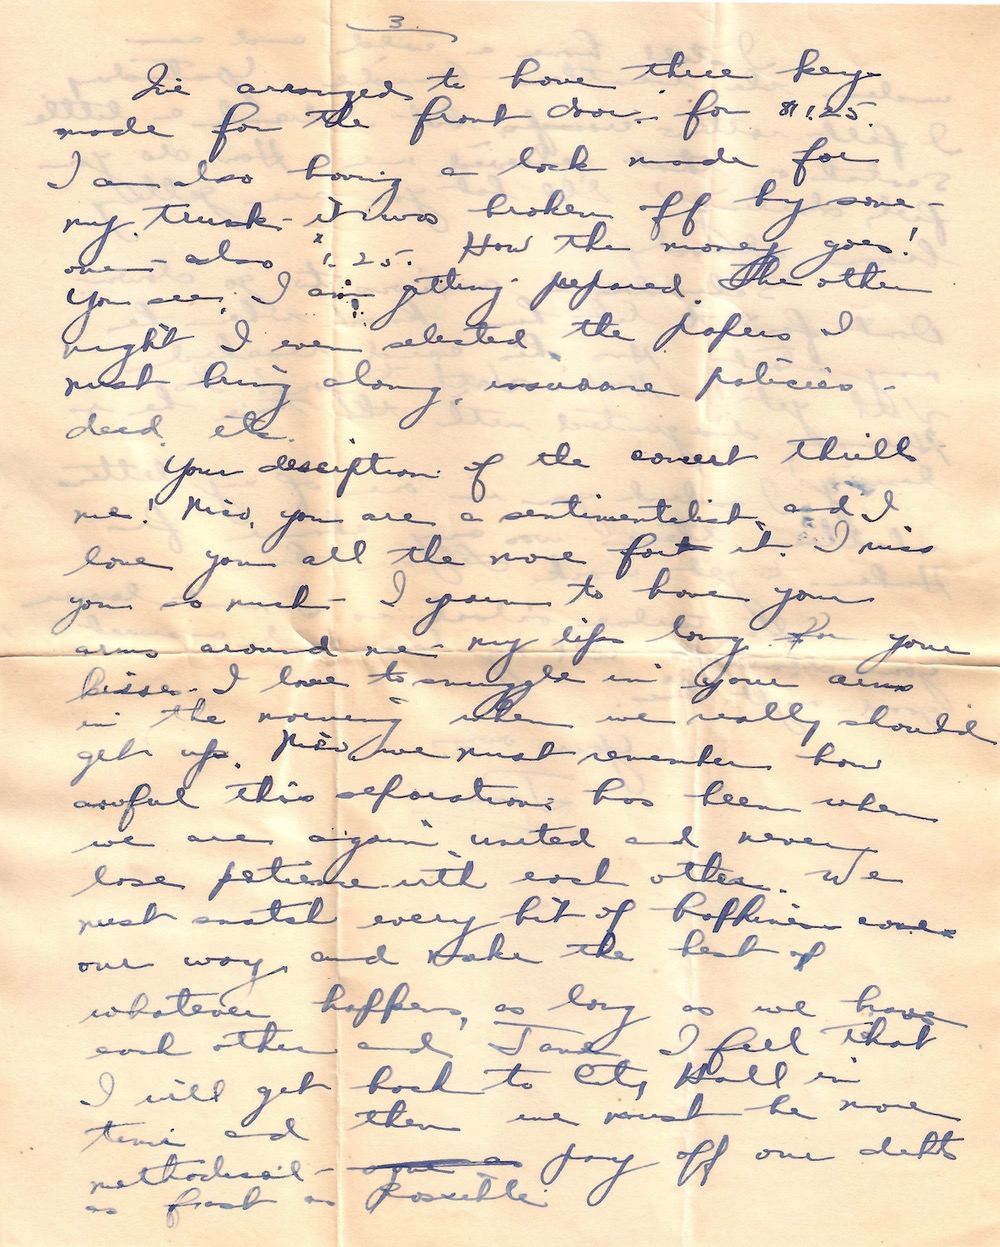 3
I've arranged to have three keys
made for the front door - for $1.25.
I am also having a lock made for
my trunk - it was broken off by some-
one - also 1.25. How the money goes!
You see, I am getting prepared. The other
night I even selected the papers I
must bring along, insurance policies -
deed, etc.
Your desciption of the concert thrills
me! you are a sentimentalist, and I
love you all the more for it. I miss
you so much - I yearn to have your
arms around me - my lips long for your
kisses. I love to snuggle in your arms
in the morning when we really should
get up. we must remember how
awful this separation has been when
we are again united and never
lose patience with each other. We
must snatch every bit of happiness comes
our way, and make the best of
whatever happens, as long as we have
each other and Jane. I feel that
I will get back to City Hall in
time and then we must be more
methodical - pay off our debts
as fast as possible.